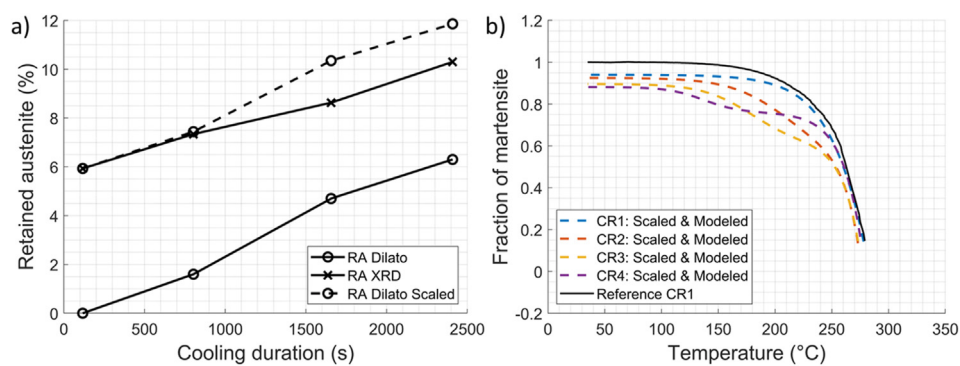 a)
12
10
8
6
4
2
0
Retained austenite (%)
0 500 1000 1500 2000 2500
Cooling duration (s)
RA Dilato
RA XRD
RA Dilato Scaled
b)
1.2
1
0.8
0.6
0.4
0.2
0
-0.2
Fraction of martensite
0 50 100 150 200 250 300 350
Temperature (°C)
CR1: Scaled & Modeled
CR2: Scaled & Modeled
CR3: Scaled & Modeled
CR4: Scaled & Modeled
Reference CR1